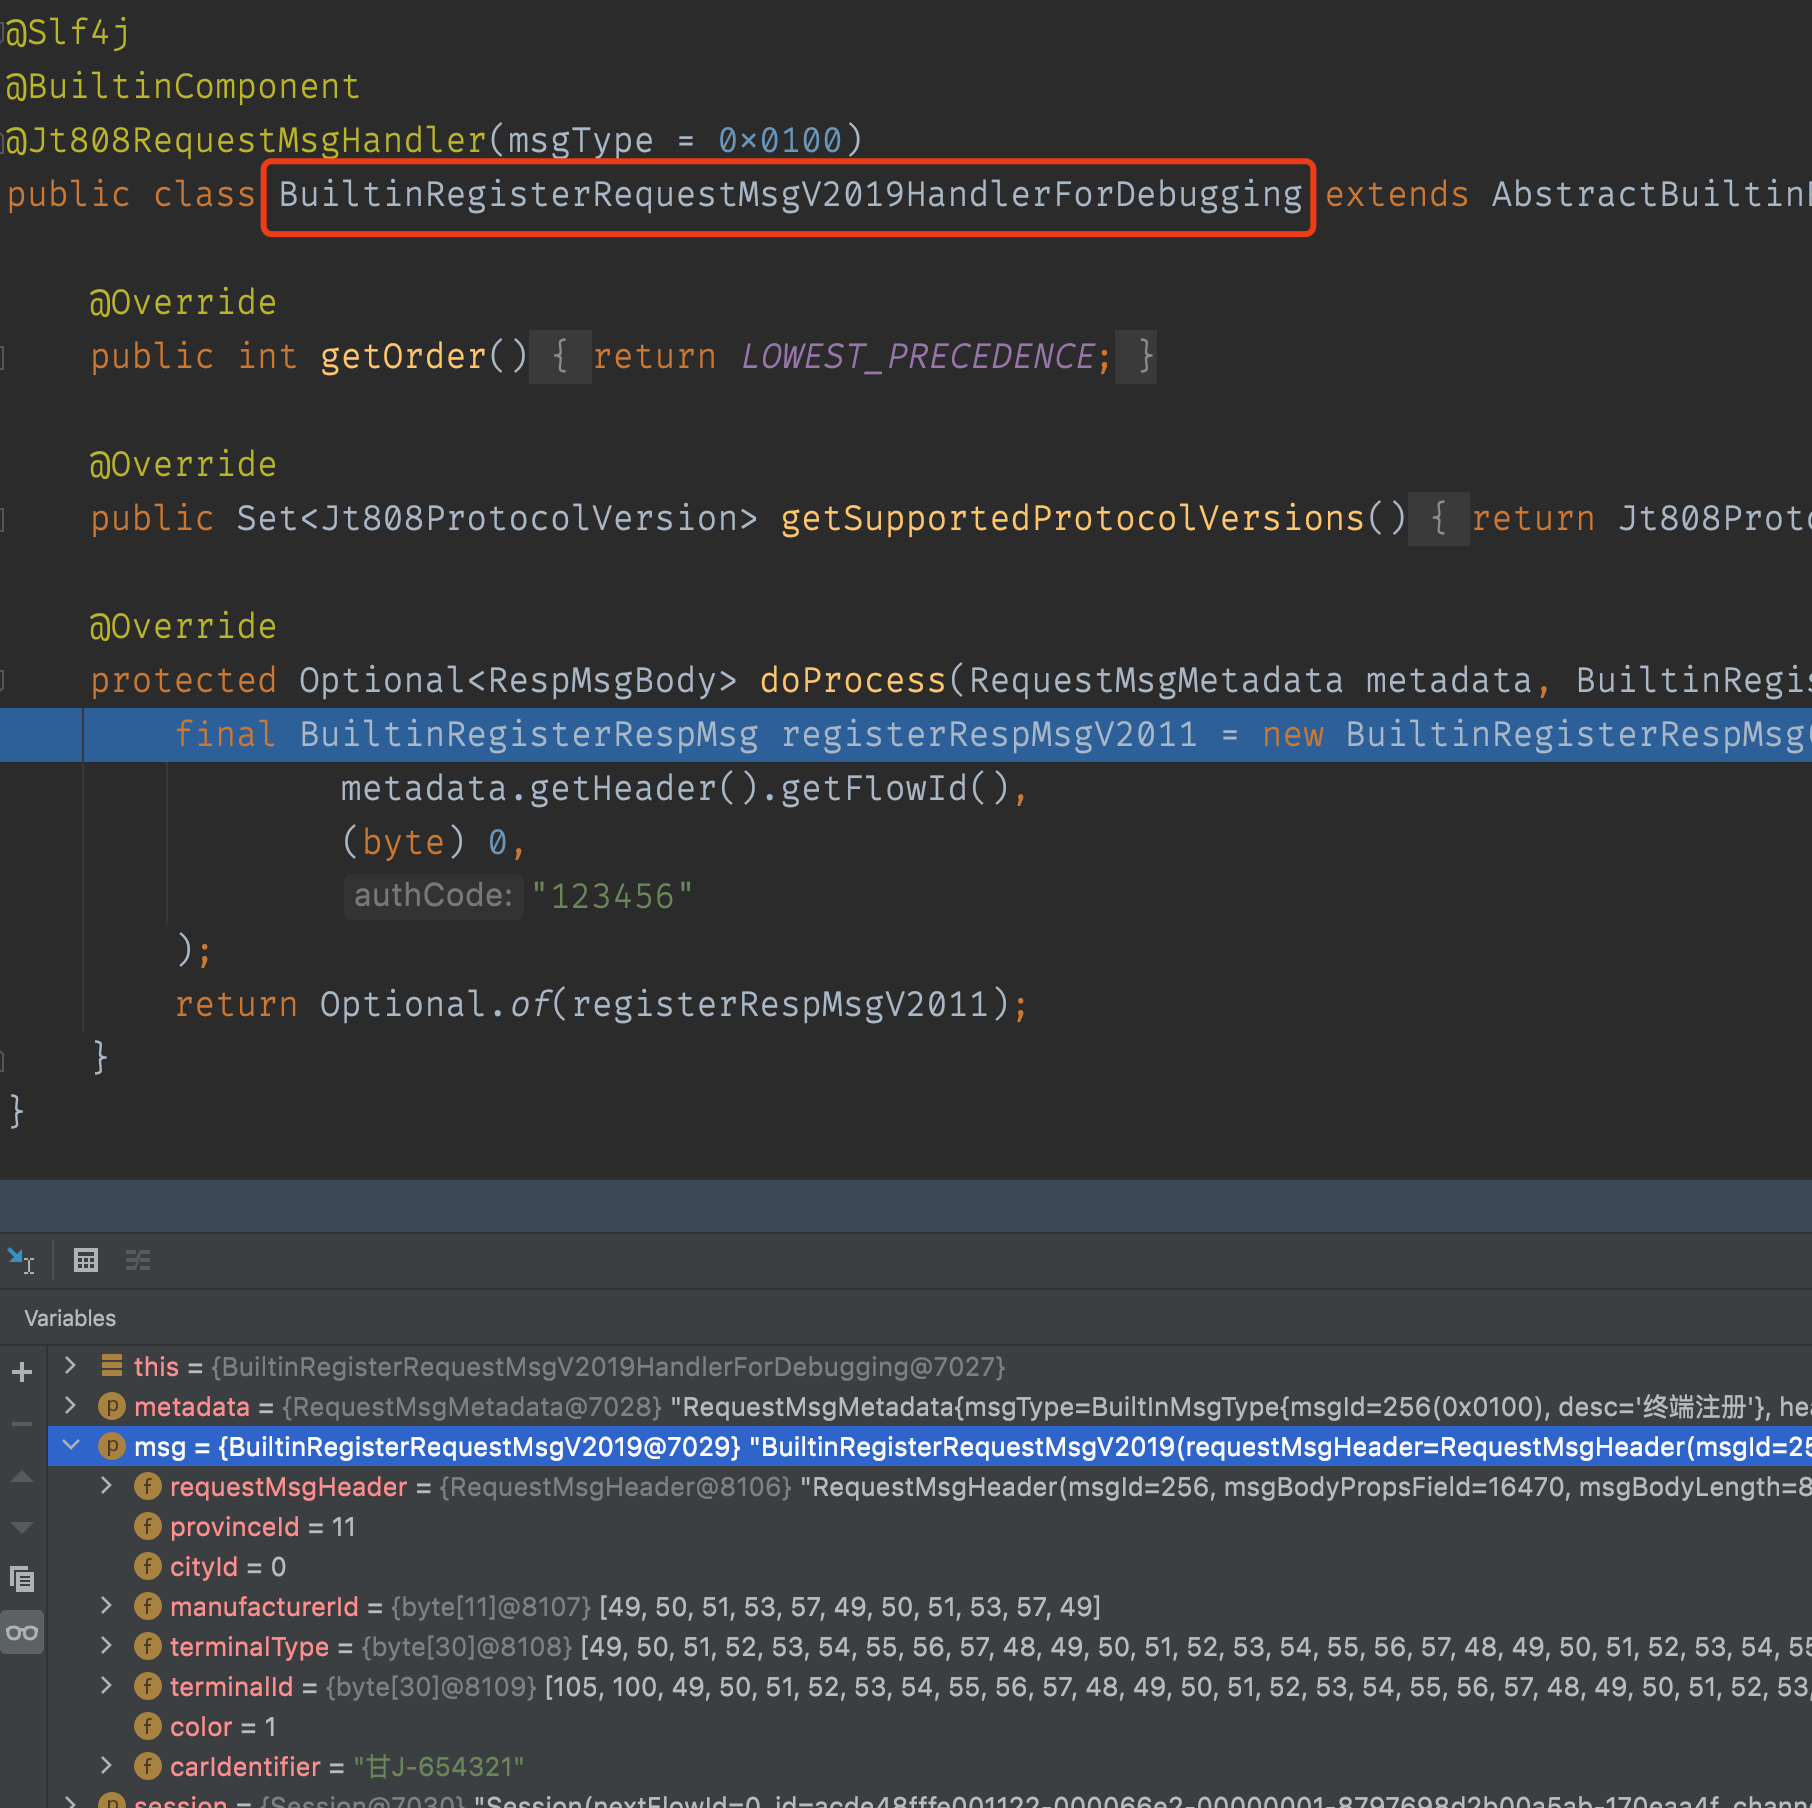 @Slf4j
@BuiltinComponent
@Jt808RequestMsgHandler(msgType = 0×0100)
public class BuiltinRegisterRequestMsgV2019HandlerForDebugging extends AbstractBuiltin
@Override
public int getOrder() { return LOWEST_PRECEDENCE; }
@Override
public Set<Jt808ProtocolVersion> getSupportedProtocolVersions() { return Jt808Proto
@Override
protected Optional<RespMsgBody> doProcess(RequestMsgMetadata metadata, BuiltinRegis
final BuiltinRegisterRespMsg registerRespMsgV2011 = new BuiltinRegisterRespMsg(
metadata.getHeader().getFlowId(),
(byte) 0,
authCode: "123456"
);
return Optional.of(registerRespMsgV2011);
}
}
Variables
this = {BuiltinRegisterRequestMsgV2019HandlerForDebugging@7027}
metadata = {RequestMsgMetadata@7028} "RequestMsgMetadata{msgType=BuiltInMsgType{msgId=256(0x0100), desc='终端注册'}, hea
msg = {BuiltinRegisterRequestMsgV2019@7029} "BuiltinRegisterRequestMsgV2019(requestMsgHeader=RequestMsgHeader(msgId=25
requestMsgHeader = {RequestMsgHeader@8106} "RequestMsgHeader(msgId=256, msgBodyPropsField=16470, msgBodyLength=8
provinceId = 11
cityId = 0
manufacturerId = {byte[11]@8107} [49, 50, 51, 53, 57, 49, 50, 51, 53, 57, 49]
terminalType = {byte[30]@8108} [49, 50, 51, 52, 53, 54, 55, 56, 57, 48, 49, 50, 51, 52, 53, 54, 55, 56, 57, 48, 49, 50, 51, 52, 53, 54, 55
terminalId = {byte[30]@8109} [105, 100, 49, 50, 51, 52, 53, 54, 55, 56, 57, 48, 49, 50, 51, 52, 53, 54, 55, 56, 57, 48, 49, 50, 51, 52, 53,
color = 1
carIdentifier = "甘J-654321"
session = {Session@7030} "Session(nextFlowId=0, id=acde48fffe001122-000066e2-00000001-8797698d2b00a5ab-170eaa4f, chann